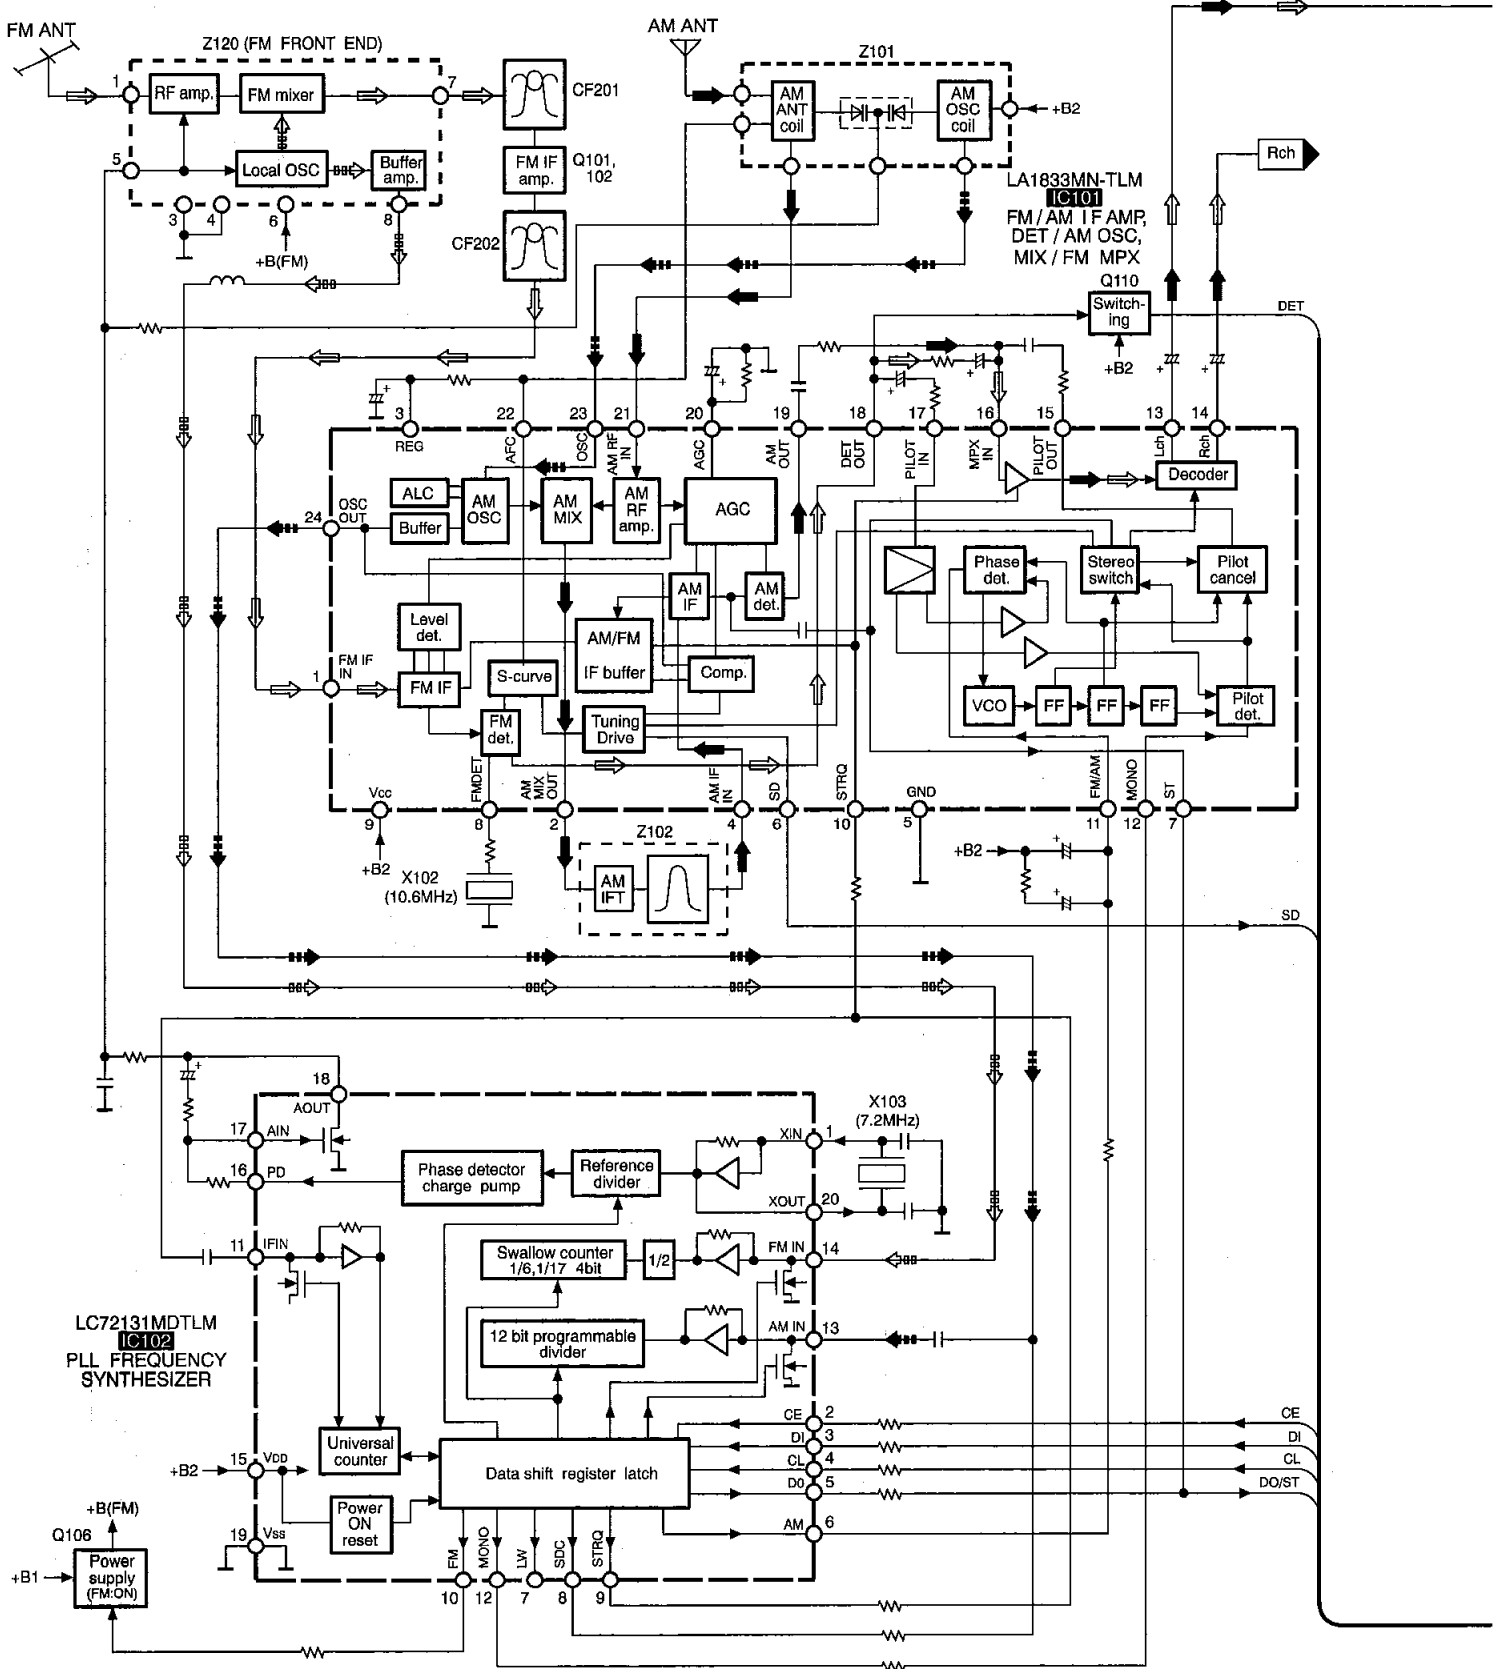 FM ANT
Z120 (FM FRONT END)
1
RF amp.
FM mixer
7
CF201
5
Local OSC
Buffer
amp.
3
4
6
8
+B(FM)
FM IF
amp.
Q101,
102
CF202
AM ANT
Z101
AM
ANT
coil
AM
OSC
coil
+B2
Rch
LA1833MN-TLM
IC101
FM / AM I F AMP,
DET / AM OSC,
MIX / FM MPX
Q110
Switch-
ing
+B2
DET
3
REG
22
AFC
23
OSC
21
AM RF
IN
20
AGC
19
AM
OUT
18
DET
OUT
17
PILOT
IN
16
MPX
IN
15
PILOT
OUT
13
Lch
14
Rch
ALC
Buffer
AM
OSC
AM
MIX
AM
RF
amp.
AGC
Decoder
24
OSC
OUT
AM
IF
AM
det.
Phase
det.
Stereo
switch
Pilot
cancel
Level
det.
AM/FM
IF buffer
1
FM IF
IN
FM IF
S-curve
Comp.
FM
det.
Tuning
Drive
VCO
FF
FF
FF
Pilot
det.
Vcc
9
+B2
FMDET
8
AM
MIX
OUT
2
AM IF
IN
4
SD
6
STRQ
10
GND
5
FM/AM
11
MONO
12
ST
7
X102
(10.6MHz)
Z102
AM
IFT
+B2
SD
18
AOUT
17
AIN
16
PD
Phase detector
charge pump
Reference
divider
XIN
1
X103
(7.2MHz)
XOUT
20
11
IFIN
Swallow counter
1/6,1/17 4bit
1/2
FM IN
14
LC72131MDTLM
IC102
PLL FREQUENCY
SYNTHESIZER
12 bit programmable
divider
AM IN
13
Universal
counter
Data shift register latch
CE
2
CE
DI
3
DI
CL
4
CL
D0
5
DO/ST
AM
6
+B2
15
VDD
Power
ON
reset
19
Vss
+B(FM)
Q106
+B1
Power
supply
(FM:ON)
FM
10
MONO
12
LW
7
SDC
8
STRQ
9